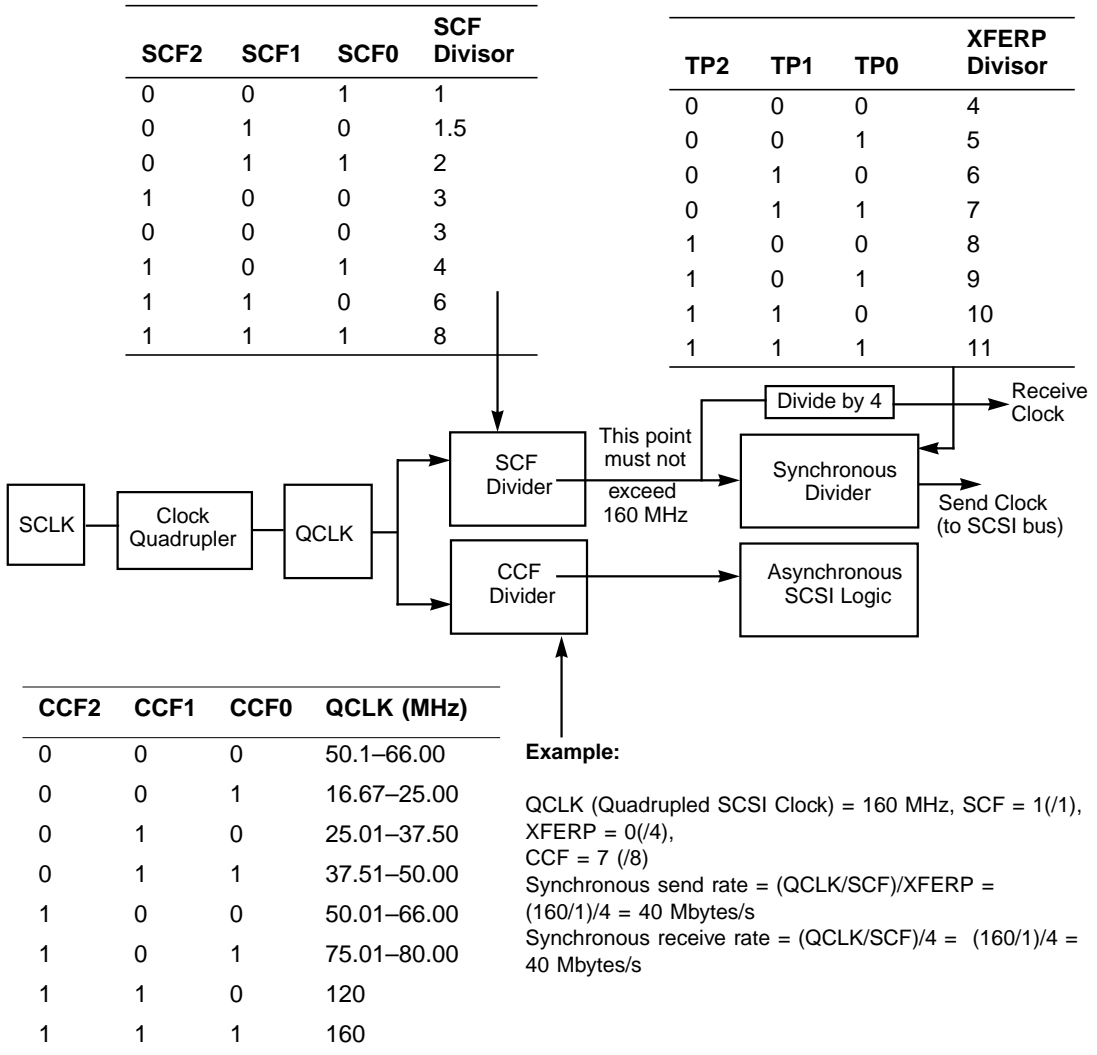 SCF2 SCF1 SCF0 SCF Divisor
0 0 1 1
0 1 0 1.5
0 1 1 2
1 0 0 3
0 0 0 3
1 0 1 4
1 1 0 6
1 1 1 8
TP2 TP1 TP0 XFERP Divisor
0 0 0 4
0 0 1 5
0 1 0 6
0 1 1 7
1 0 0 8
1 0 1 9
1 1 0 10
1 1 1 11
Divide by 4
Receive
Clock
This point
must not
exceed
160 MHz
SCF
Divider
Synchronous
Divider
Send Clock
(to SCSI bus)
SCLK
Clock
Quadrupler
QCLK
CCF
Divider
Asynchronous
SCSI Logic
CCF2 CCF1 CCF0 QCLK (MHz)
0 0 0 50.1–66.00
0 0 1 16.67–25.00
0 1 0 25.01–37.50
0 1 1 37.51–50.00
1 0 0 50.01–66.00
1 0 1 75.01–80.00
1 1 0 120
1 1 1 160
Example:
QCLK (Quadrupled SCSI Clock) = 160 MHz, SCF = 1(/1),
XFERP = 0(/4),
CCF = 7 (/8)
Synchronous send rate = (QCLK/SCF)/XFERP =
(160/1)/4 = 40 Mbytes/s
Synchronous receive rate = (QCLK/SCF)/4 = (160/1)/4 =
40 Mbytes/s